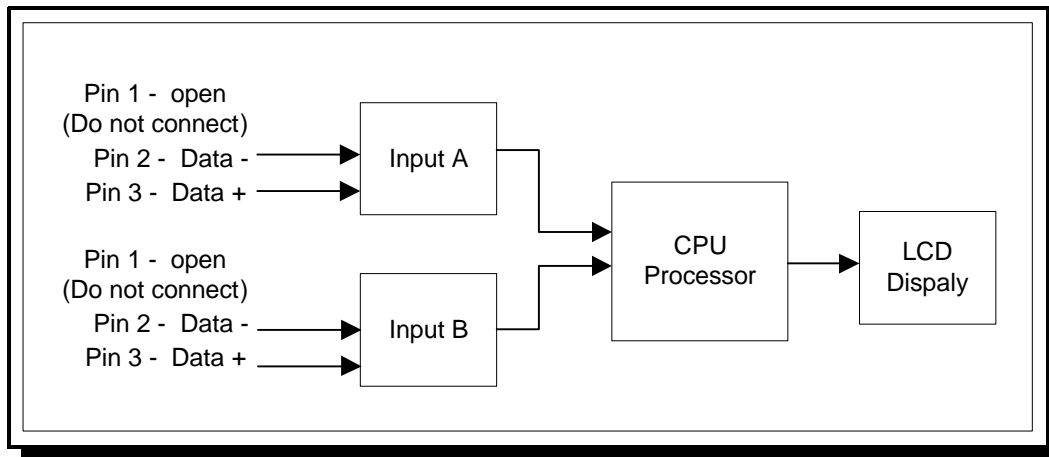 Pin 1 - open
(Do not connect)
Pin 2 - Data -
Pin 3 - Data +
Input A
Pin 1 - open
(Do not connect)
Pin 2 - Data -
Pin 3 - Data +
Input B
CPU
Processor
LCD
Dispaly